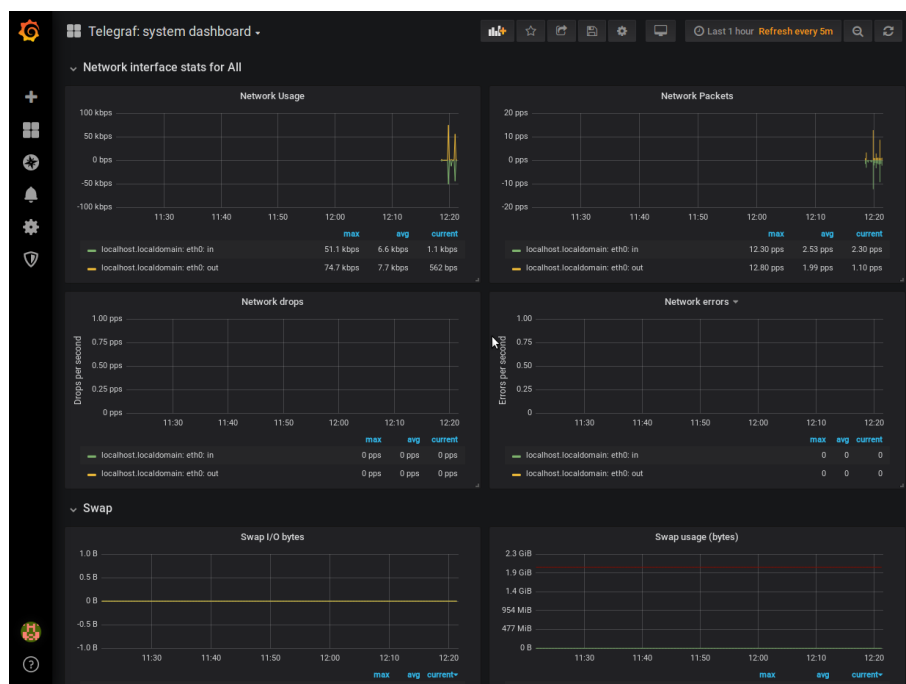 Telegraf: system dashboard
Last 1 hour Refresh every 5m
Network interface stats for All
Network Usage
100 kbps
50 kbps
0 bps
-50 kbps
-100 kbps
11:30 11:40 11:50 12:00 12:10 12:20
max avg current
localhost.localdomain: eth0: in 51.1 kbps 6.6 kbps 1.1 kbps
localhost.localdomain: eth0: out 74.7 kbps 7.7 kbps 562 bps
Network Packets
20 pps
10 pps
0 pps
-10 pps
-20 pps
11:30 11:40 11:50 12:00 12:10 12:20
max avg current
localhost.localdomain: eth0: in 12.30 pps 2.53 pps 2.30 pps
localhost.localdomain: eth0: out 12.80 pps 1.99 pps 1.10 pps
Network drops
Drops per second
1.00 pps
0.75 pps
0.50 pps
0.25 pps
0 pps
11:30 11:40 11:50 12:00 12:10 12:20
max avg current
localhost.localdomain: eth0: in 0 pps 0 pps 0 pps
localhost.localdomain: eth0: out 0 pps 0 pps 0 pps
Network errors
Errors per second
1.00
0.75
0.50
0.25
0
11:30 11:40 11:50 12:00 12:10 12:20
max avg current
localhost.localdomain: eth0: in 0 0 0
localhost.localdomain: eth0: out 0 0 0
Swap
Swap I/O bytes
1.0 B
0.5 B
0 B
-0.5 B
-1.0 B
11:30 11:40 11:50 12:00 12:10 12:20
max avg current
Swap usage (bytes)
2.3 GiB
1.9 GiB
1.4 GiB
954 MiB
477 MiB
0 B
11:30 11:40 11:50 12:00 12:10 12:20
max avg current